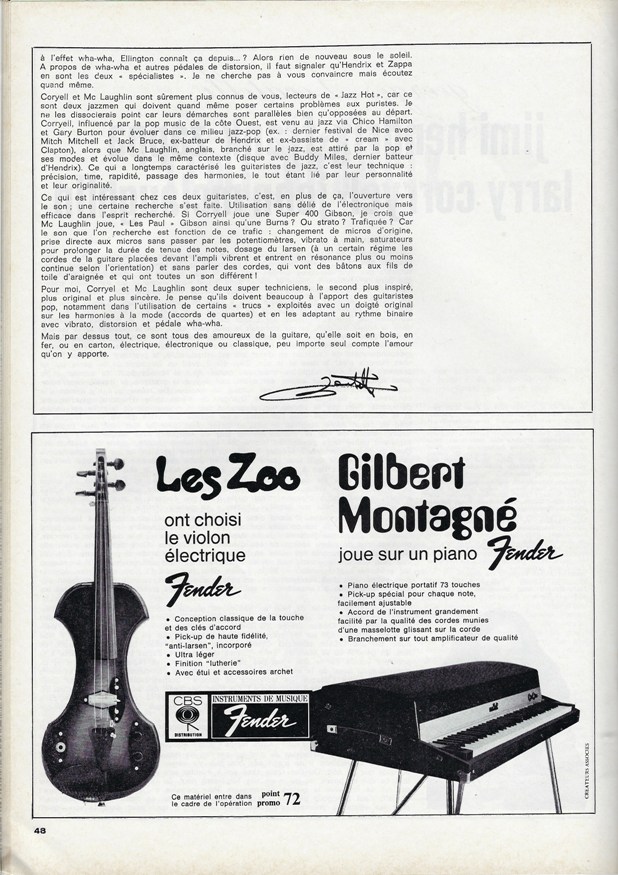 à l'effet wha-wha, Ellington connaît ça depuis...? Alors rien de nouveau sous le soleil.
A propos de wha-wha et autres pédales de distorsion, il faut signaler qu'Hendrix et Zappa
en sont les deux « spécialistes ». Je ne cherche pas à vous convaincre mais écoutez
quand même.
Coryell et Mc Laughlin sont sûrement plus connus de vous, lecteurs de « Jazz Hot », car ce
sont deux jazzmen qui doivent quand même poser certains problèmes aux puristes. Je
ne les dissocierais point car leurs démarches sont parallèles bien qu'opposées au départ.
Corryell, influencé par la pop music de la côte Ouest, est venu au jazz via Chico Hamilton
et Gary Burton pour évoluer dans ce milieu jazz-pop (ex. : dernier festival de Nice avec
Mitch Mitchell et Jack Bruce, ex-batteur de Hendrix et ex-bassiste de « cream » avec
Clapton), alors que Mc Laughlin, anglais, branché sur le jazz, est attiré par la pop et
ses modes et évolue dans le même contexte (disque avec Buddy Miles, dernier batteur
d'Hendrix). Ce qui a longtemps caractérisé les guitaristes de jazz, c'est leur technique :
précision, time, rapidité, passage des harmonies, le tout étant lié par leur personnalité
et leur originalité.
Ce qui est intéressant chez ces deux guitaristes, c'est, en plus de ça, l'ouverture vers
le son ; une certaine recherche s'est faite. Utilisation sans délié de l'électronique mais
efficace dans l'esprit recherché. Si Corryell joue une Super 400 Gibson, je crois que
Mc Laughlin joue, « Les Paul » Gibson ainsi qu'une Burns ? Ou strato ? Trafiquée ? Car
le son que l'on recherche est fonction de ce trafic : changement de micros d'origine,
prise directe aux micros sans passer par les potentiomètres, vibrato à main, saturateurs
pour prolonger la durée de tenue des notes, dosage du larsen (à un certain régime les
cordes de la guitare placées devant l'ampli vibrent et entrent en résonance plus ou moins
continue selon l'orientation) et sans parler des cordes, qui vont des bâtons aux fils de
toile d'araignée et qui ont toutes un son différent !
Pour moi, Corryel et Mc Laughlin sont deux super techniciens, le second plus inspiré,
plus original et plus sincère. Je pense qu'ils doivent beaucoup à l'apport des guitaristes
pop, notamment dans l'utilisation de certains « trucs » exploités avec un doigté original
sur les harmonies à la mode (accords de quartes) et en les adaptant au rythme binaire
avec vibrato, distorsion et pédale wha-wha.
Mais par dessus tout, ce sont tous des amoureux de la guitare, qu'elle soit en bois, en
fer, ou en carton, électrique, électronique ou classique, peu importe seul compte l'amour
qu'on y apporte.
Les Zoo
ont choisi
le violon
électrique
Fender
• Conception classique de la touche
et des clés d'accord
• Pick-up de haute fidélité,
"anti-larsen", incorporé
• Ultra léger
• Finition "lutherie"
• Avec étui et accessoires archet
Gilbert
Montagné
joue sur un piano Fender
• Piano électrique portatif 73 touches
• Pick-up spécial pour chaque note,
facilement ajustable
• Accord de l'instrument grandement
facilité par la qualité des cordes munies
d'une masselotte glissant sur la corde
• Branchement sur tout amplificateur de qualité
CBS
DISTRIBUTION
INSTRUMENTS DE MUSIQUE
Fender
Ce matériel entre dans
le cadre de l'opération
point
promo 72
CREATEURS ASSOCIES
48